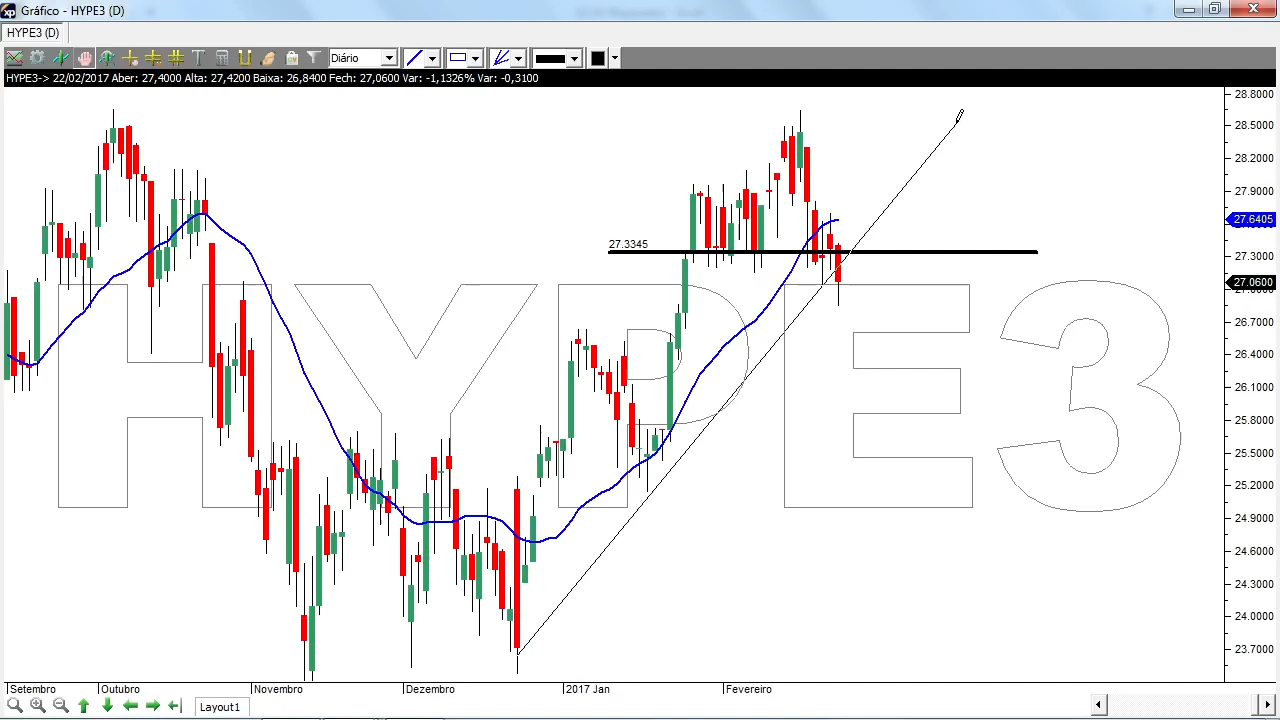 xp Gráfico - HYPE3 (D)
HYPE3 (D)
Diário
HYPE3-> 22/02/2017 Aber: 27,4000 Alta: 27,4200 Baixa: 26,8400 Fech: 27,0600 Var: -1,1326% Var: -0,3100
28.8000
28.5000
28.2000
27.9000
27.6405
27.3345
27.3000
27.0600
26.7000
26.4000
26.1000
25.8000
25.5000
25.2000
24.9000
24.6000
24.3000
24.0000
23.7000
HYPE3
Setembro Outubro Novembro Dezembro 2017 Jan Fevereiro
Layout1